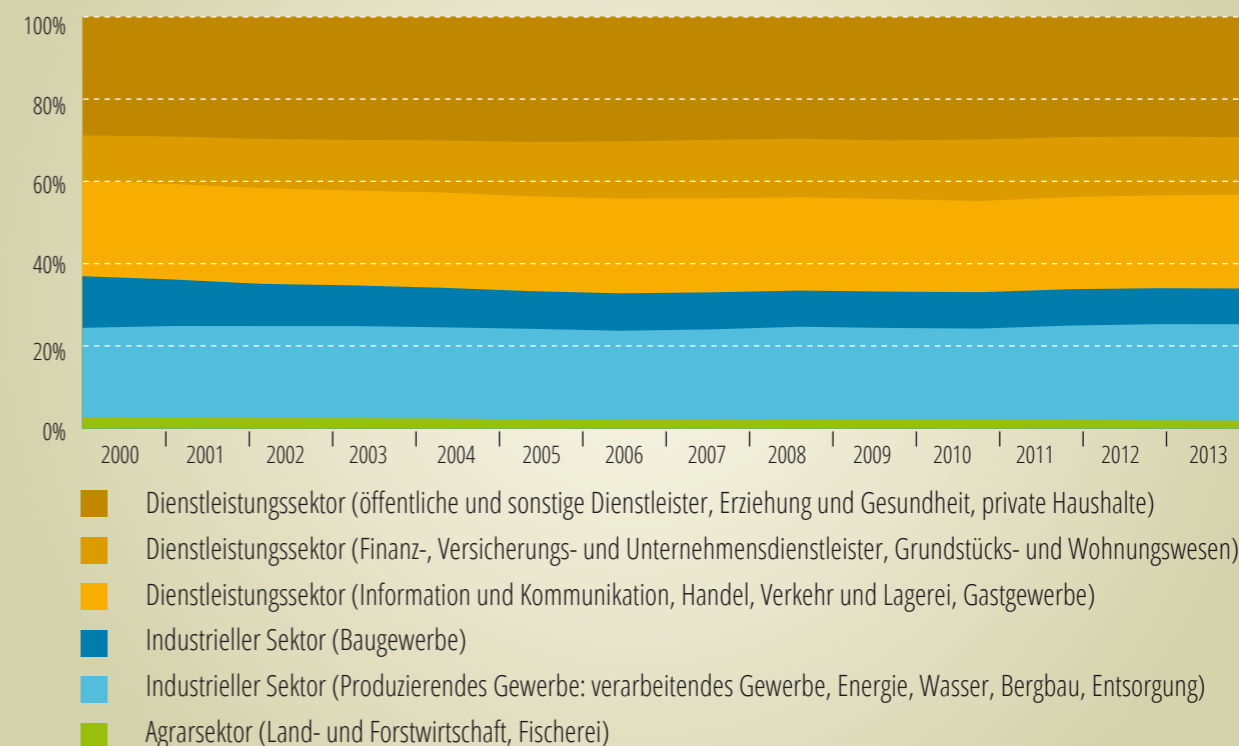 100%
80%
60%
40%
20%
0%
2000 2001 2002 2003 2004 2005 2006 2007 2008 2009 2010 2011 2012 2013
Dienstleistungssektor (öffentliche und sonstige Dienstleister, Erziehung und Gesundheit, private Haushalte)
Dienstleistungssektor (Finanz-, Versicherungs- und Unternehmensdienstleister, Grundstücks- und Wohnungswesen)
Dienstleistungssektor (Information und Kommunikation, Handel, Verkehr und Lagerei, Gastgewerbe)
Industrieller Sektor (Baugewerbe)
Industrieller Sektor (Produzierendes Gewerbe: verarbeitendes Gewerbe, Energie, Wasser, Bergbau, Entsorgung)
Agrarsektor (Land- und Forstwirtschaft, Fischerei)